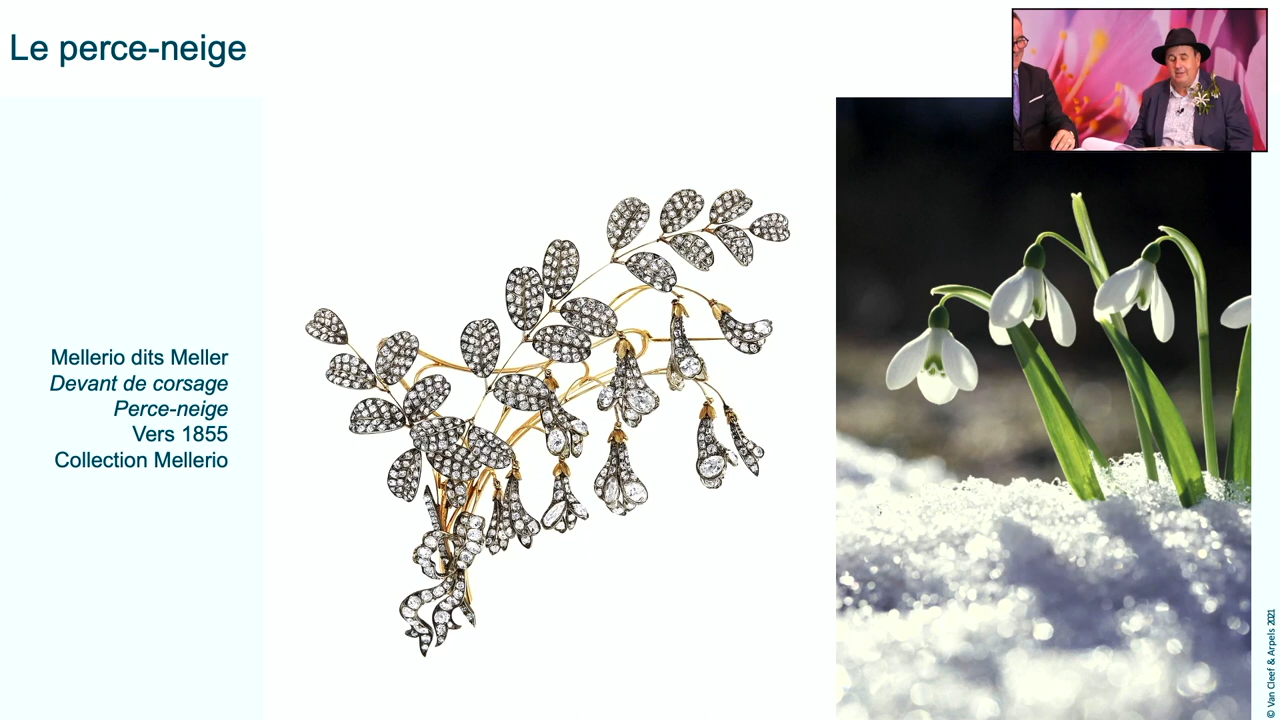 Le perce-neige
Mellerio dits Meller
Devant de corsage
Perce-neige
Vers 1855
Collection Mellerio
© Van Cleef & Arpels 2021